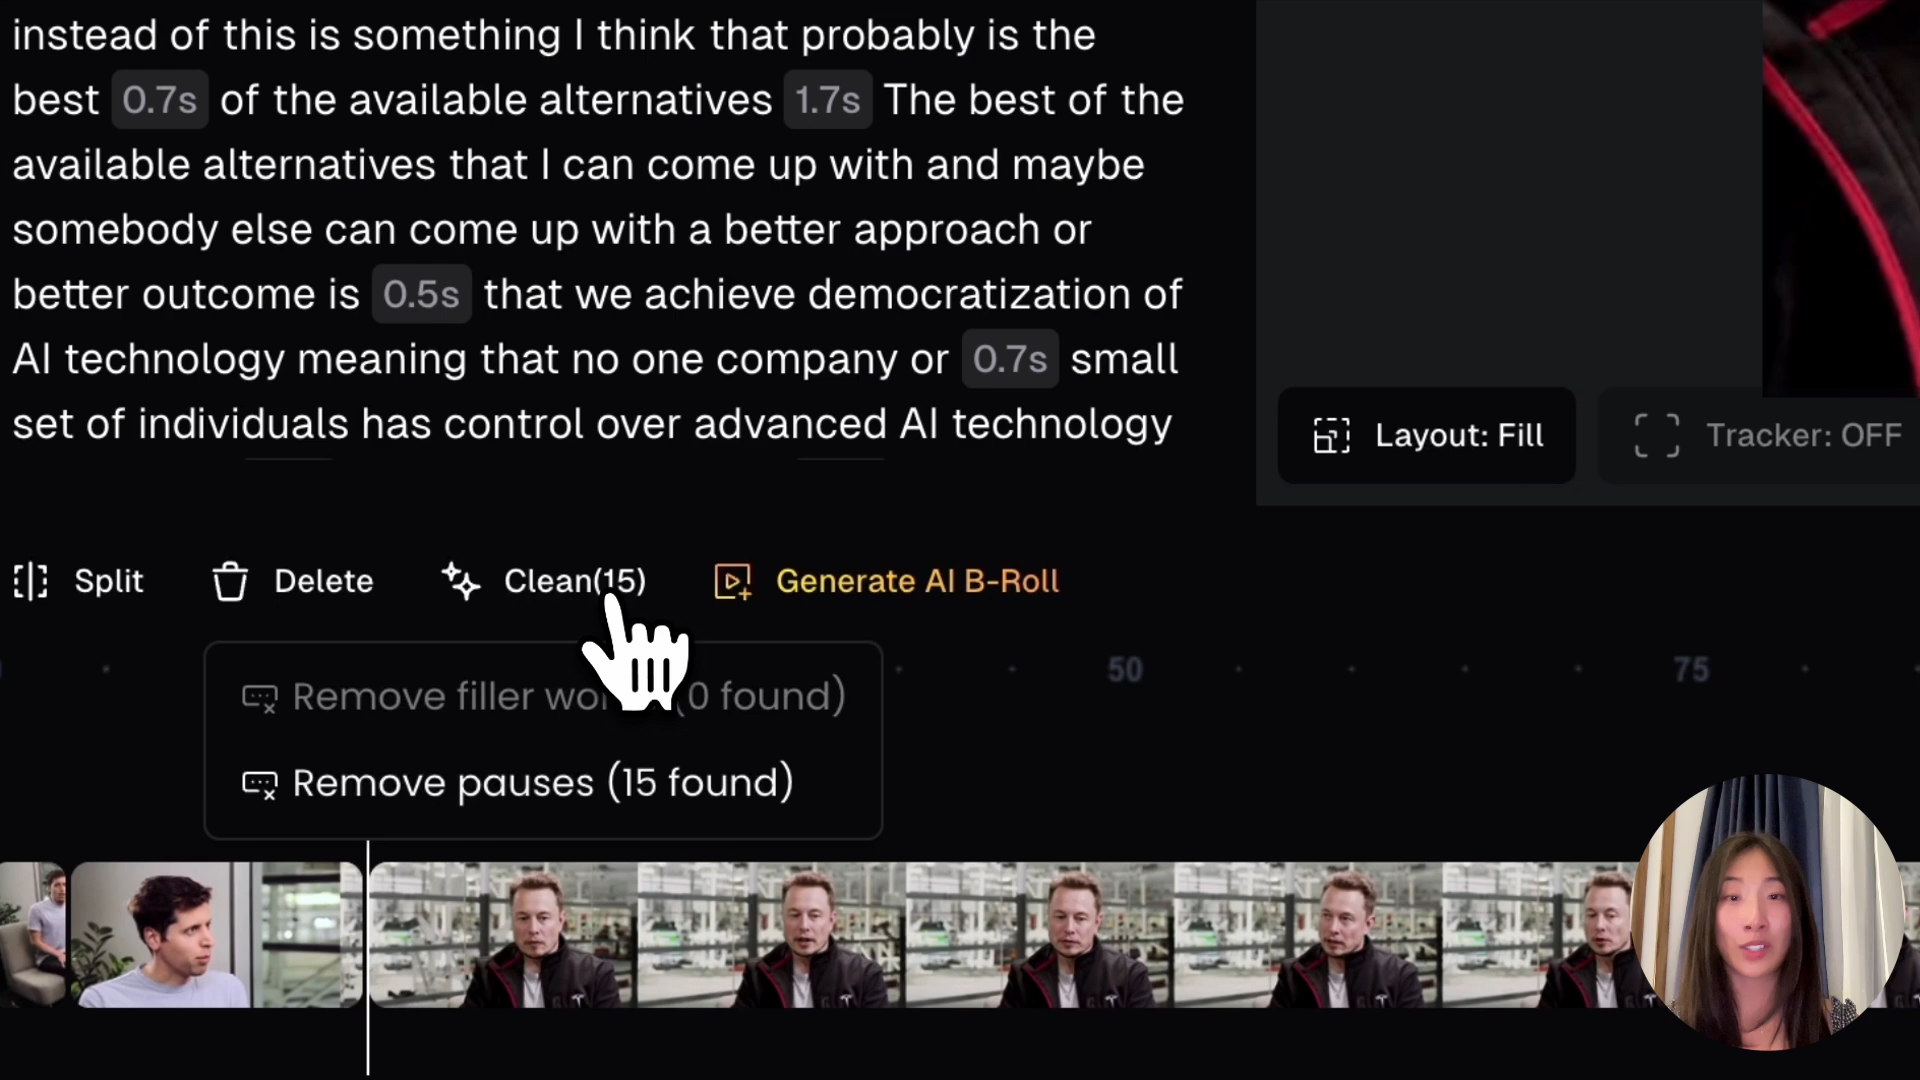 instead of this is something I think that probably is the
best 0.7s of the available alternatives 1.7s The best of the
available alternatives that I can come up with and maybe
somebody else can come up with a better approach or
better outcome is 0.5s that we achieve democratization of
AI technology meaning that no one company or 0.7s small
set of individuals has control over advanced AI technology
Layout: Fill
Tracker: OFF
Split
Delete
Clean(15)
Generate AI B-Roll
50
75
Remove filler (0 found)
Remove pauses (15 found)